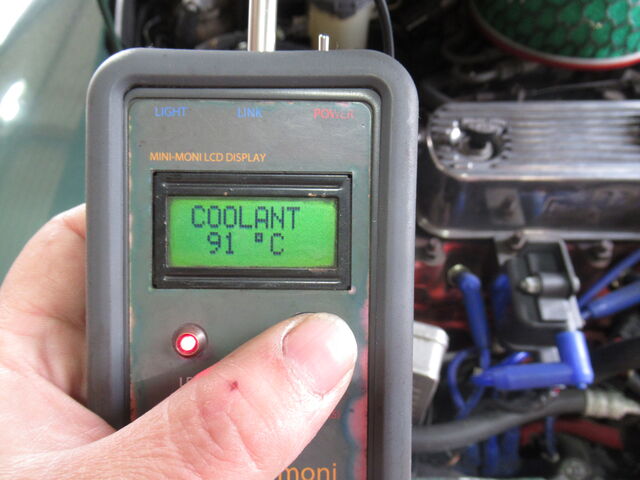 LIGHT LINK POWER
MINI-MONI LCD DISPLAY
COOLANT
91 °C
moni